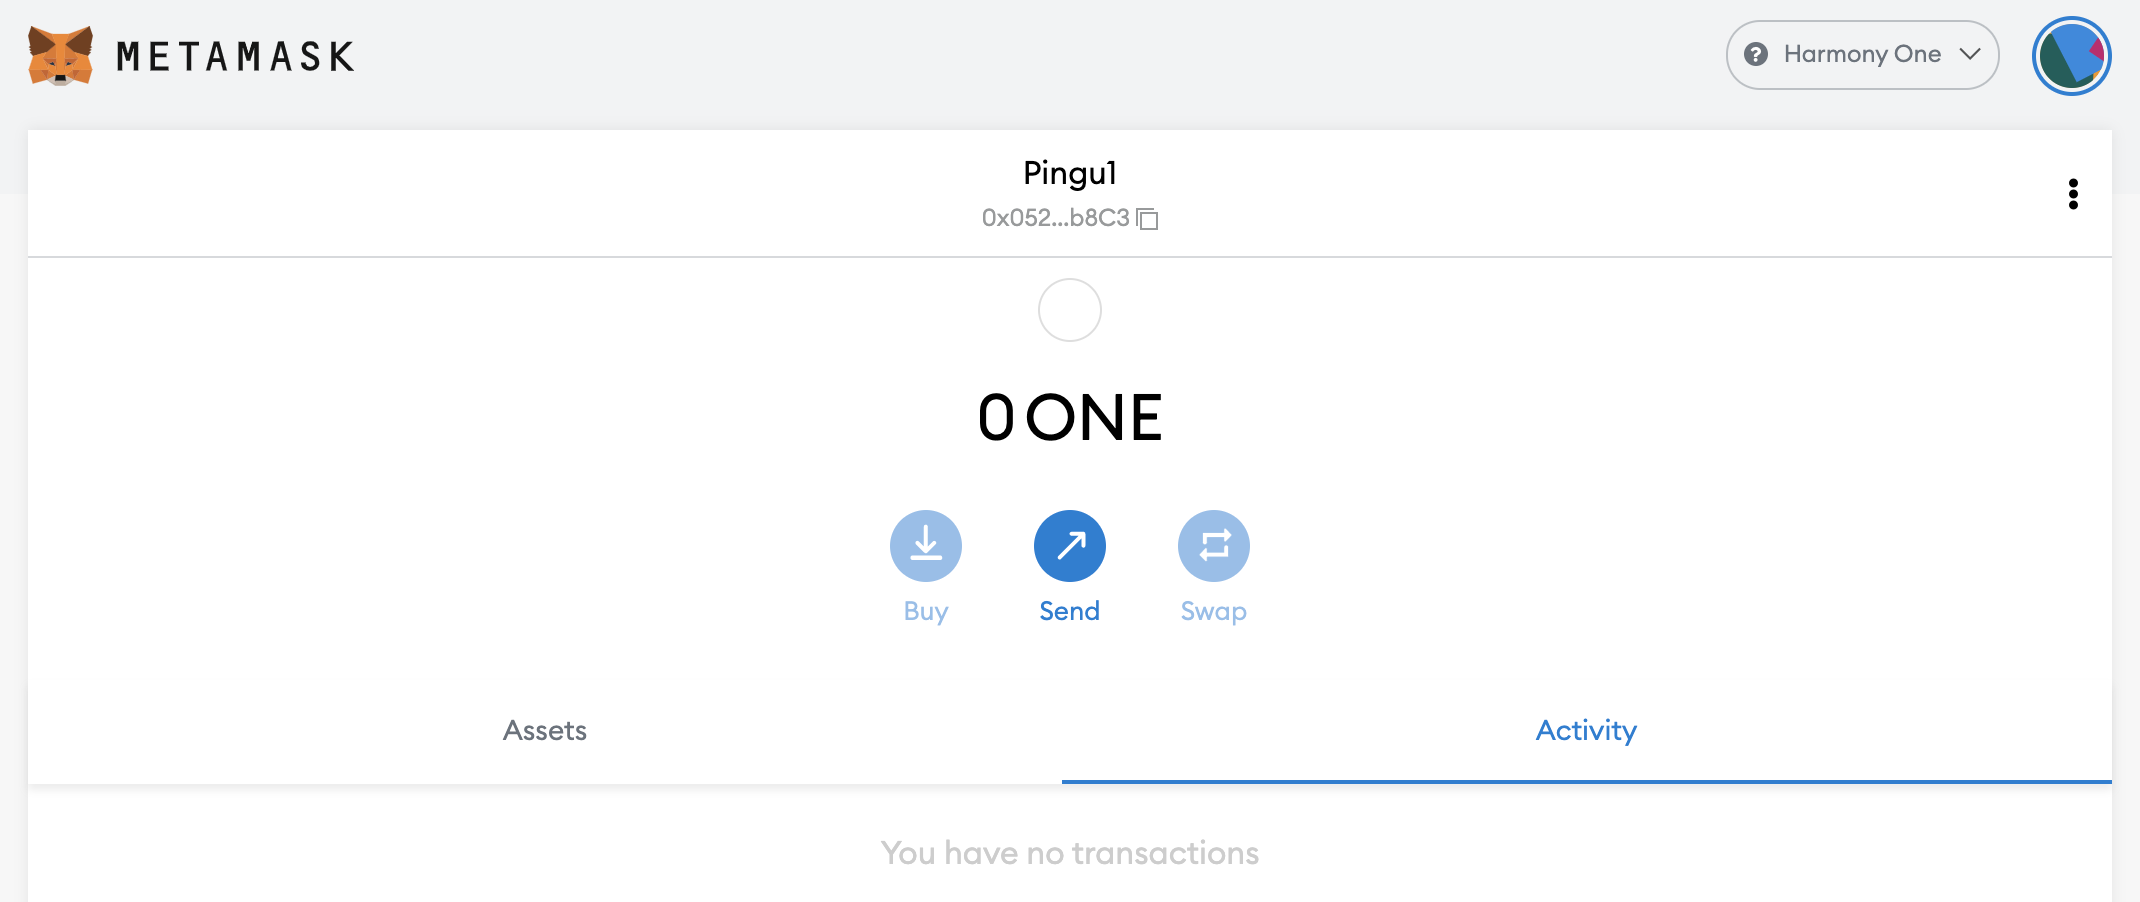 METAMASK
Harmony One
Pingu1
0x052...b8C3
0 ONE
Buy
Send
Swap
Assets
Activity
You have no transactions